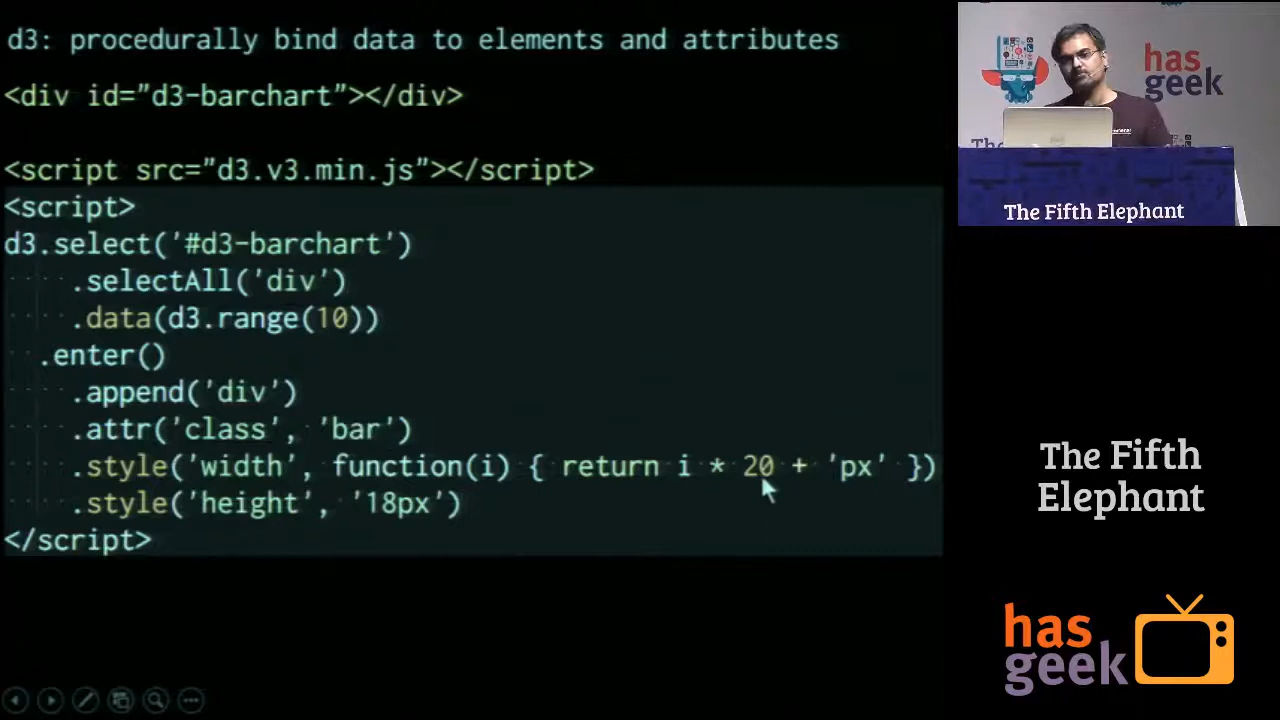 d3: procedurally bind data to elements and attributes
<div id="d3-barchart"></div>
<script src="d3.v3.min.js"></script>
<script>
d3.select('#d3-barchart')
.selectAll('div')
.data(d3.range(10))
.enter()
.append('div')
.attr('class', 'bar')
.style('width', function(i) { return i * 20 + 'px' })
.style('height', '18px')
</script>
has
geek
The Fifth Elephant
The Fifth
Elephant
has
geek